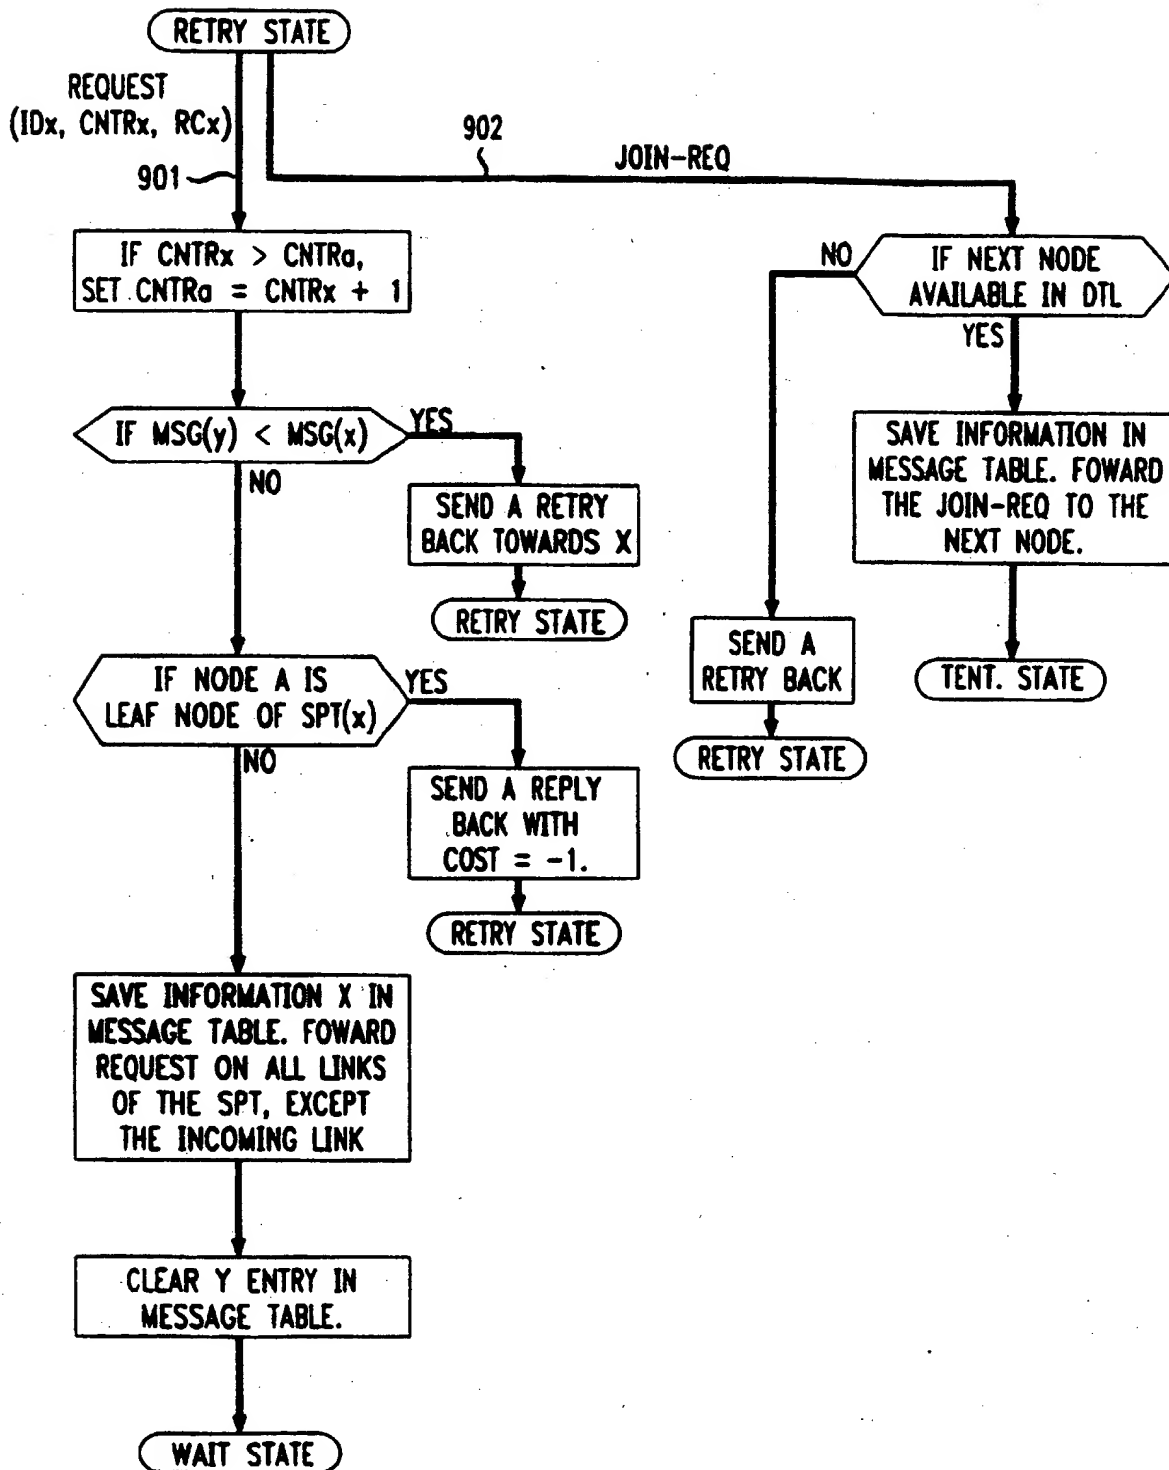 RETRY STATE
REQUEST
(IDx, CNTRx, RCx)
901
902
JOIN-REQ
IF CNTRx > CNTRa,
SET CNTRa = CNTRx + 1
IF MSG(y) < MSG(x)
YES
NO
SEND A RETRY
BACK TOWARDS X
RETRY STATE
IF NODE A IS
LEAF NODE OF SPT(x)
YES
NO
SEND A REPLY
BACK WITH
COST = -1.
RETRY STATE
SAVE INFORMATION X IN
MESSAGE TABLE. FOWARD
REQUEST ON ALL LINKS
OF THE SPT, EXCEPT
THE INCOMING LINK
CLEAR Y ENTRY IN
MESSAGE TABLE.
WAIT STATE
IF NEXT NODE
AVAILABLE IN DTL
NO
YES
SEND A
RETRY BACK
RETRY STATE
SAVE INFORMATION IN
MESSAGE TABLE. FOWARD
THE JOIN-REQ TO THE
NEXT NODE.
TENT. STATE